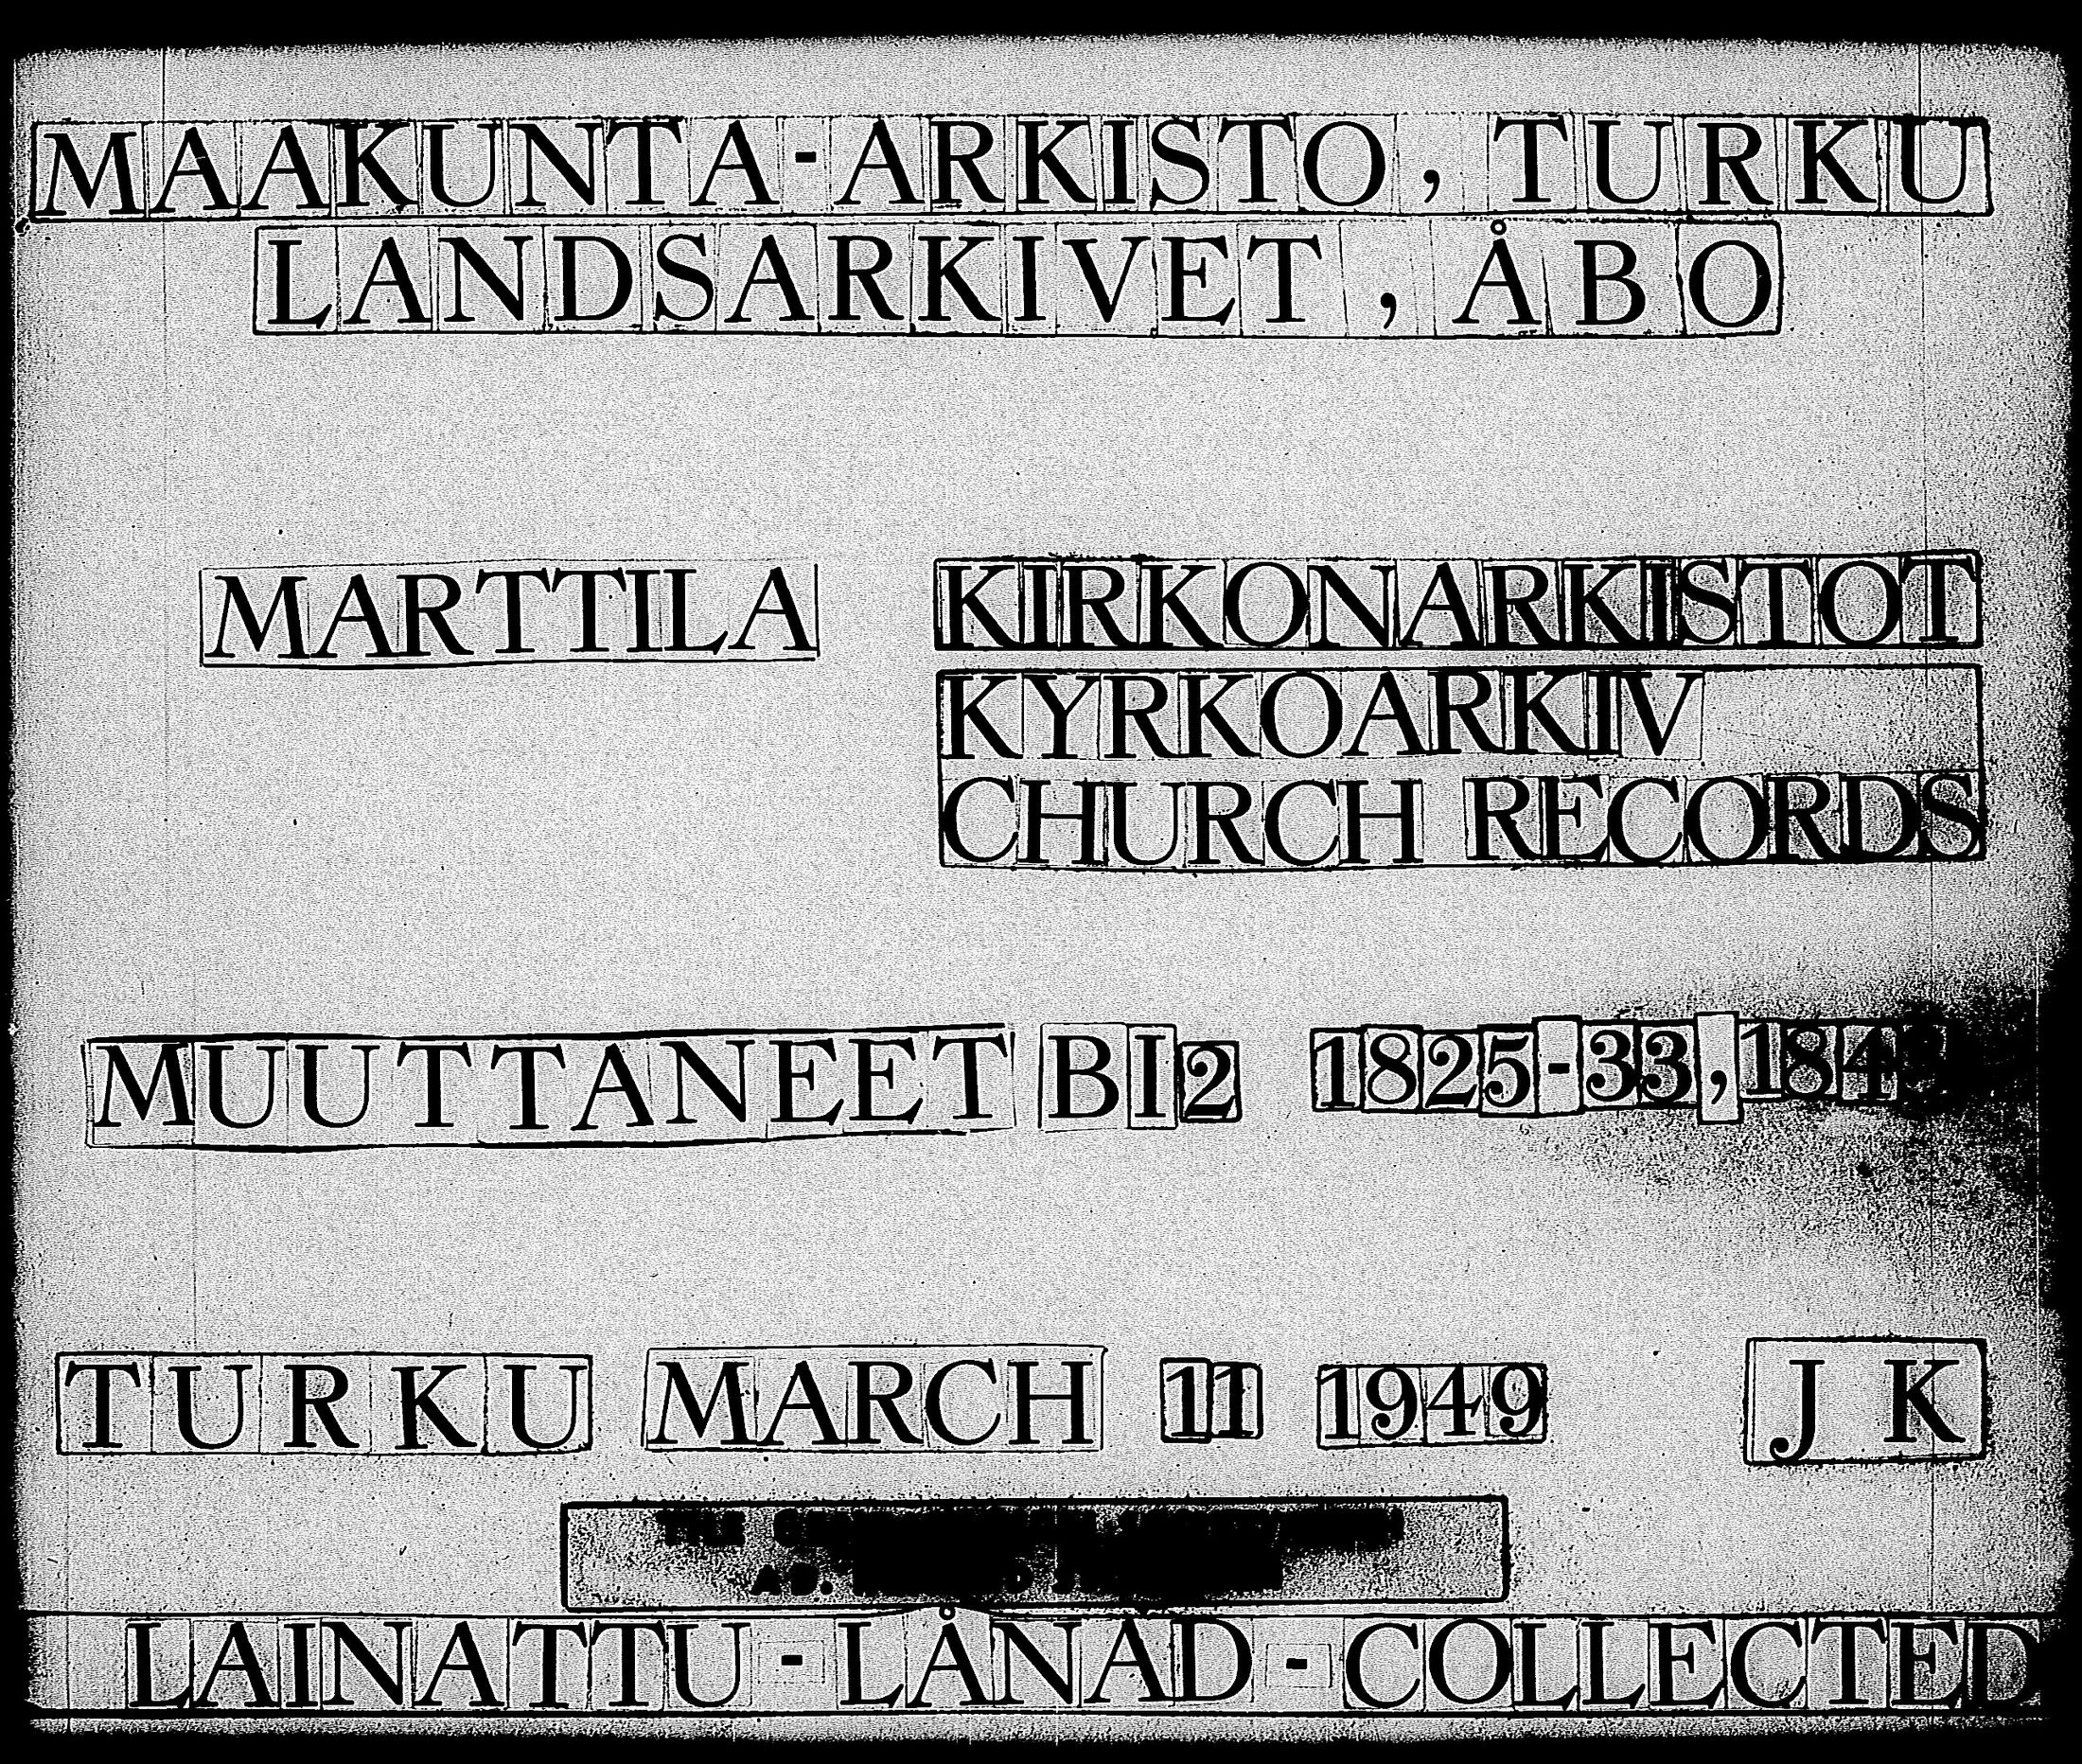 MAAKUNTA-ARKISTO, TURKU
LANDSARKIVET, ÅBO
MARTTILA KIRKONARKISTOT
KYRKOARKIV
CHURCH RECORDS
MUUTTANEET BI2 1825-33,
TURKU MARCH 11 1949 J K
THE
LAINATTU-LÅNAD-COLLECTED